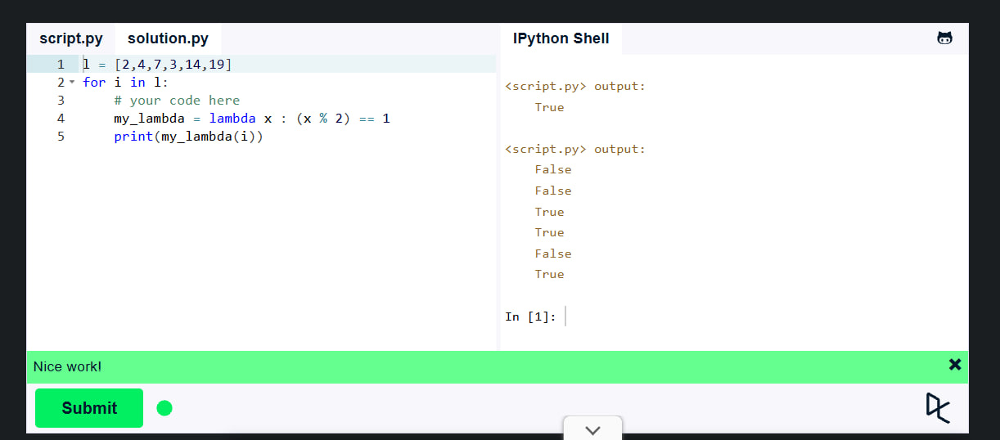 script.py solution.py
1 l = [2,4,7,3,14,19]
2 for i in l:
3     # your code here
4     my_lambda = lambda x : (x % 2) == 1
5     print(my_lambda(i))
IPython Shell
<script.py> output:
    True
<script.py> output:
    False
    False
    True
    True
    False
    True
In [1]:
Nice work!
Submit